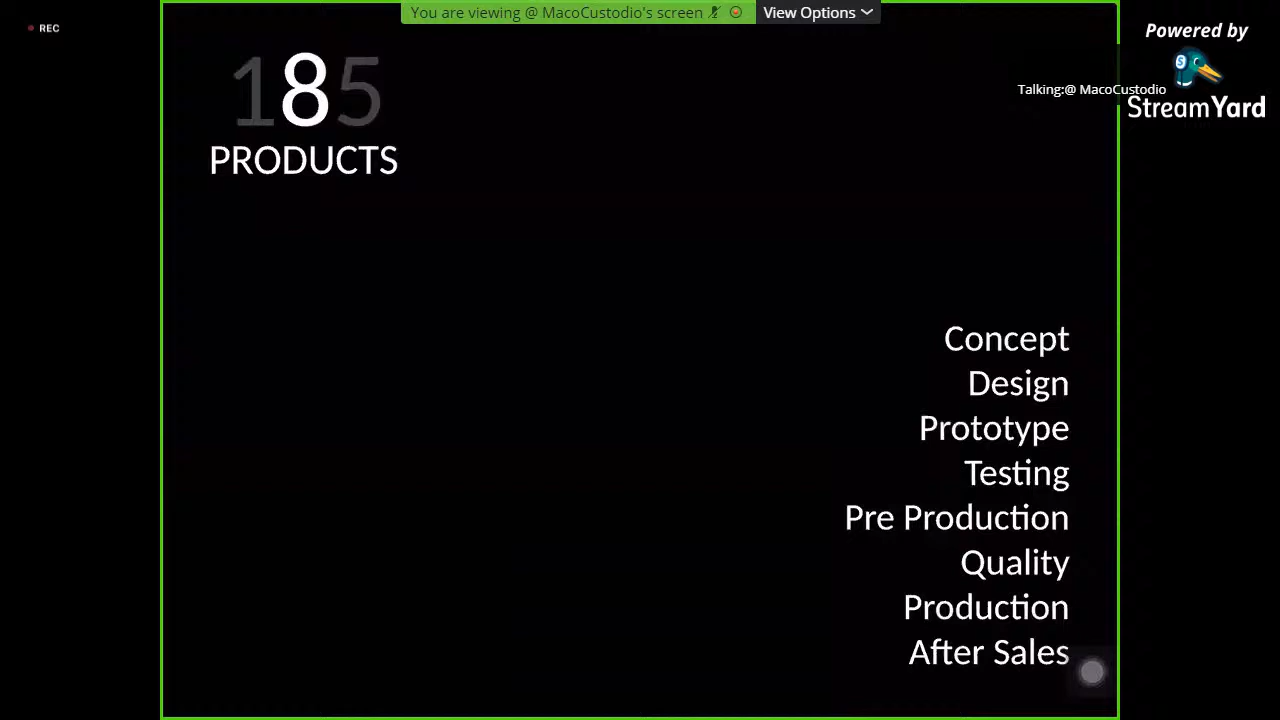 You are viewing @ MacoCustodio's screen
View Options
REC
Powered by
Talking:@ MacoCustodio
StreamYard
185
PRODUCTS
Concept
Design
Prototype
Testing
Pre Production
Quality
Production
After Sales